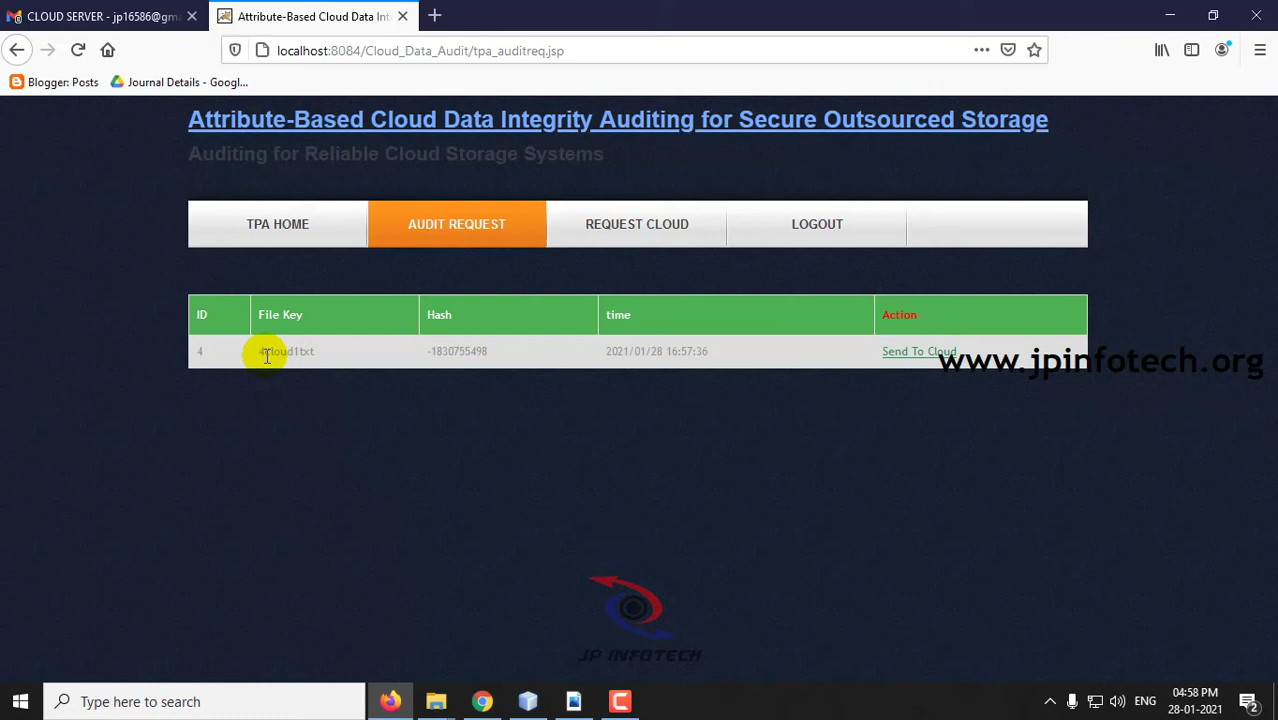 CLOUD SERVER - jp16586@gma
Attribute-Based Cloud Data Int
localhost:8084/Cloud_Data_Audit/tpa_auditreq.jsp
Blogger: Posts
Journal Details - Googl...
Attribute-Based Cloud Data Integrity Auditing for Secure Outsourced Storage
Auditing for Reliable Cloud Storage Systems
TPA HOME
AUDIT REQUEST
REQUEST CLOUD
LOGOUT
ID
File Key
Hash
time
Action
4
-1830755498
2021/01/28 16:57:36
Send To Cloud
www.jpinfotech.org
JP INFOTECH
Type here to search
ENG
04:58 PM
28-01-2021
2